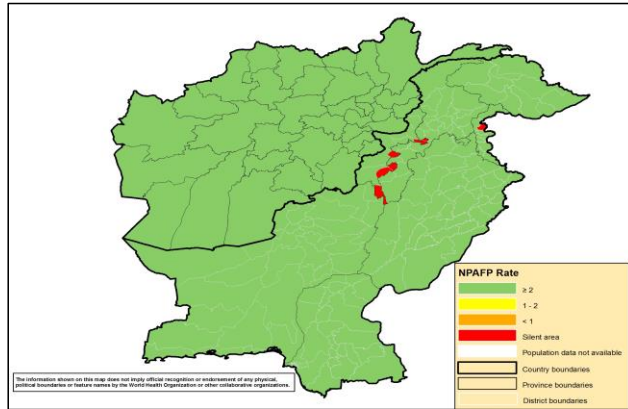 NPAFP Rate
≥ 2
1 - 2
< 1
Silent area
Population data not available
Country boundaries
Province boundaries
District boundaries
The information shown on this map does not imply official recognition or endorsement of any physical,
political boundaries or feature names by the World Health Organization or other collaborative organizations.